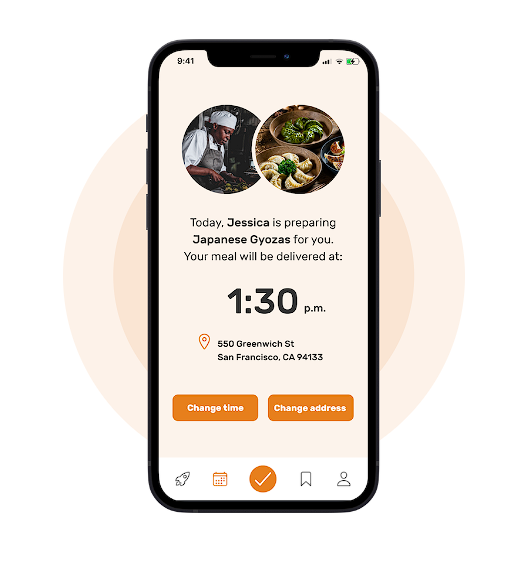 9:41
Today, Jessica is preparing
Japanese Gyozas for you.
Your meal will be delivered at:
1:30 p.m.
550 Greenwich St
San Francisco, CA 94133
Change time
Change address